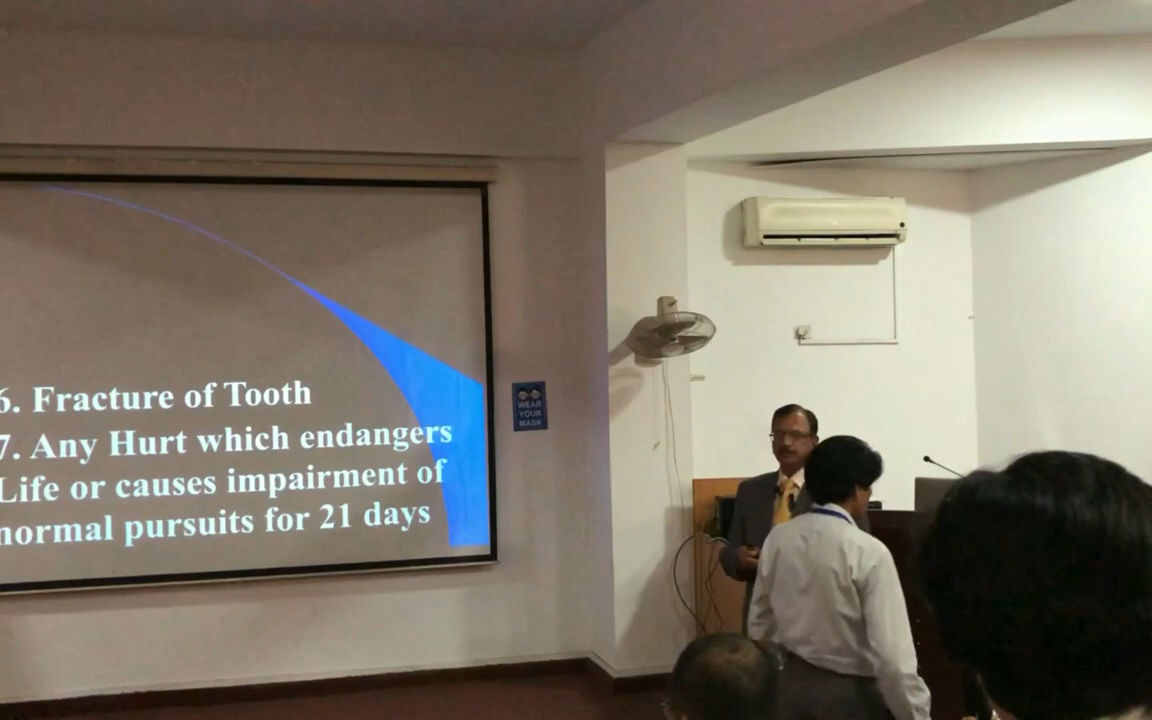 6. Fracture of Tooth
7. Any Hurt which endangers
Life or causes impairment of
normal pursuits for 21 days
WEAR
YOUR
MASK